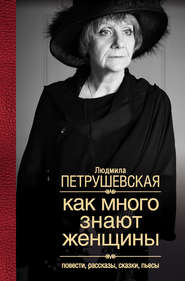 Людмила
ПЕТРУШЕВСКАЯ
как много
знают
женщины
повести, рассказы, сказки, пьесы